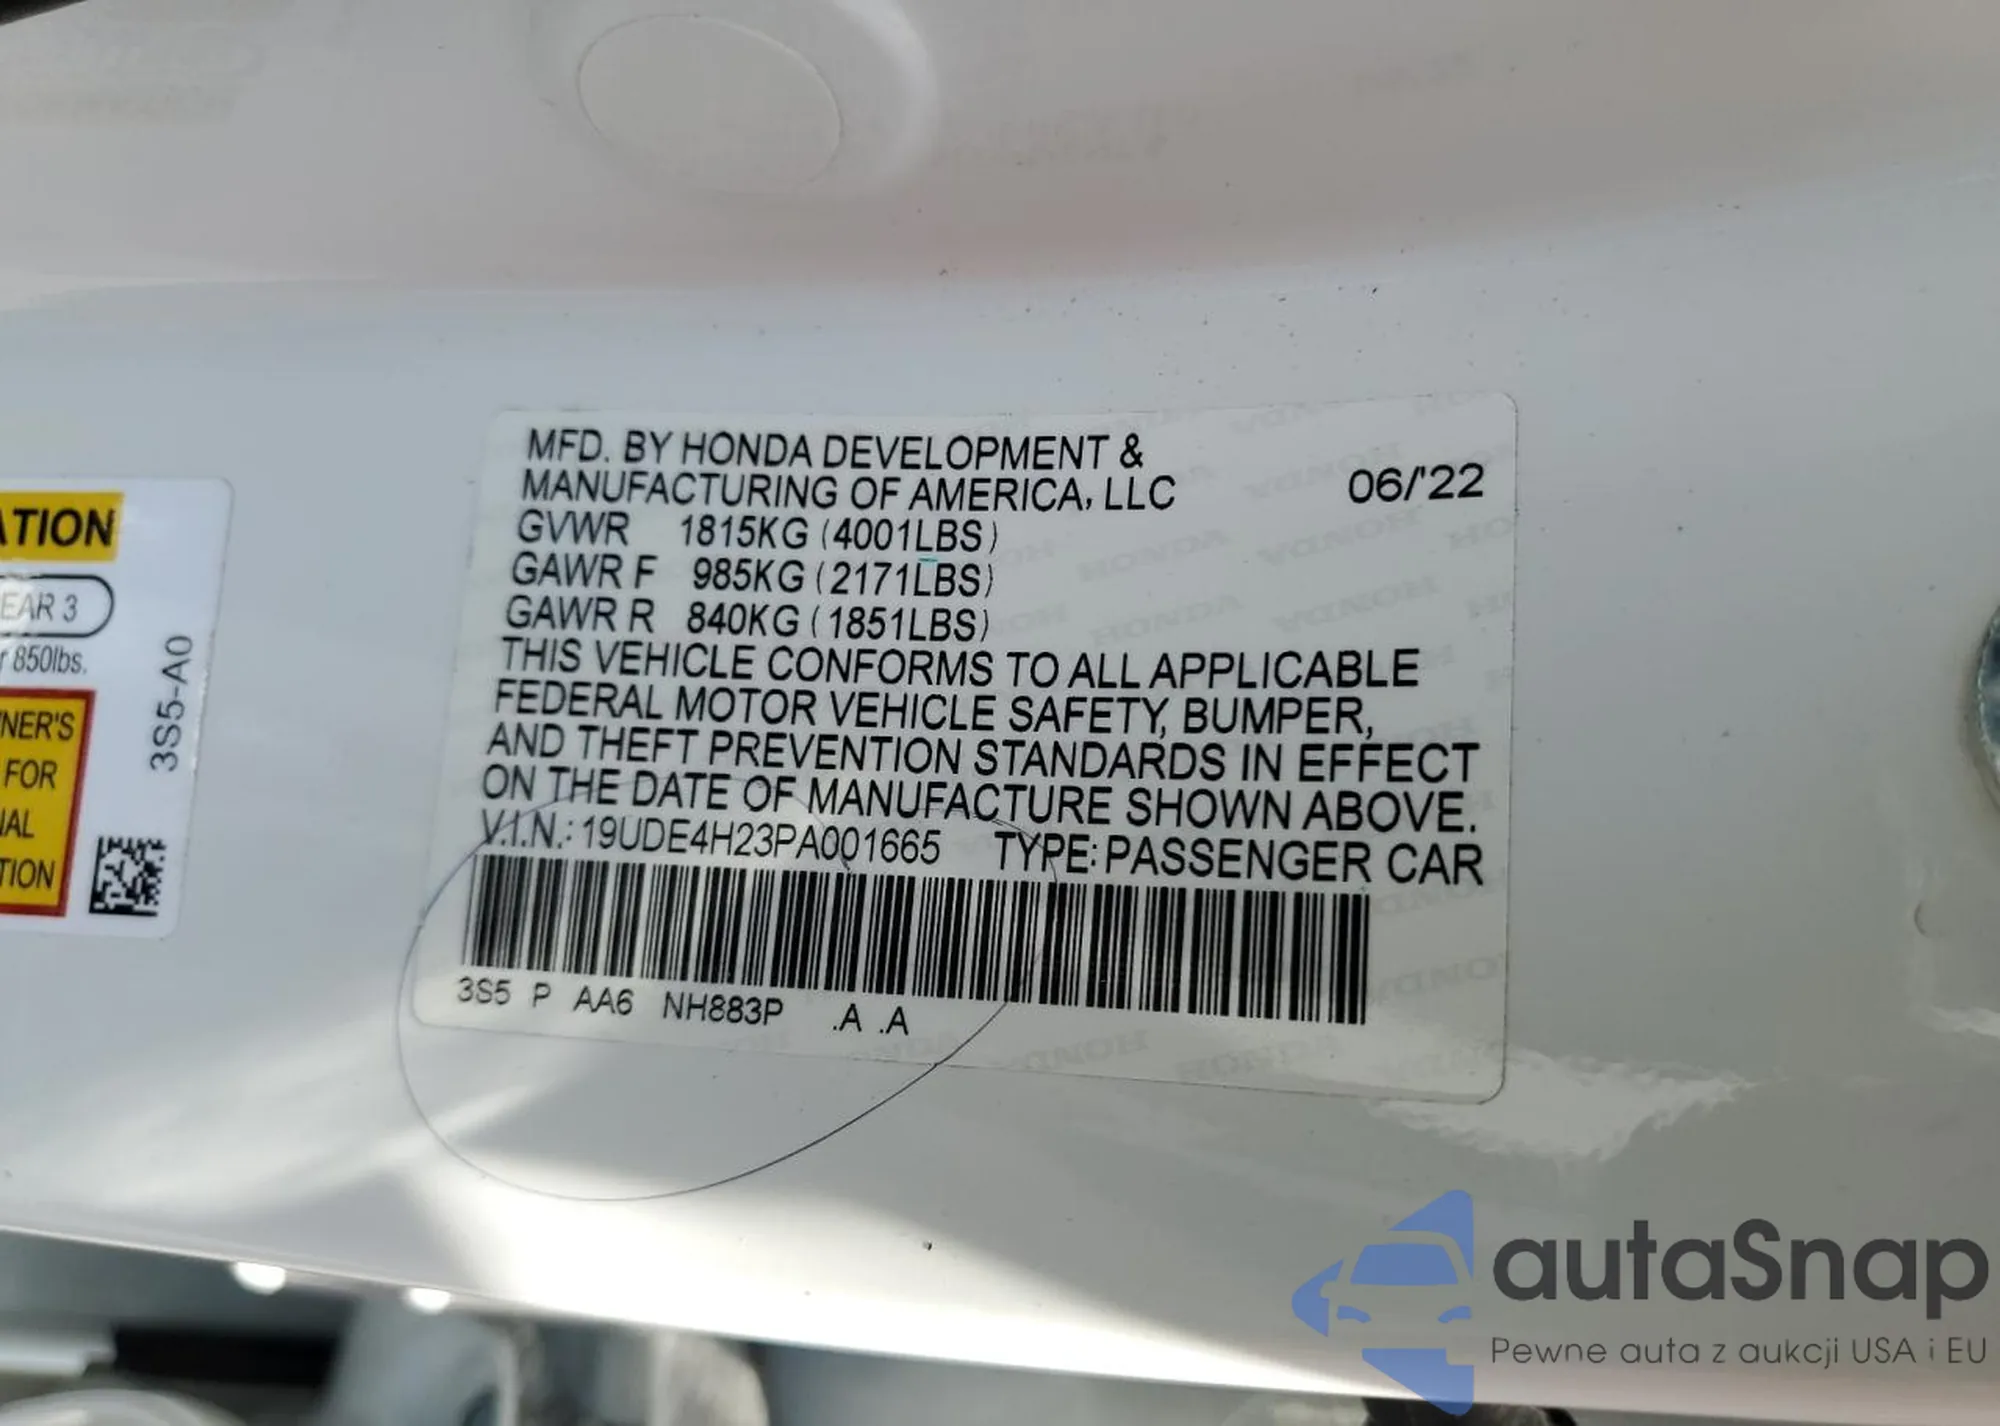 MFD. BY HONDA DEVELOPMENT &
MANUFACTURING OF AMERICA, LLC 06/'22
GVWR 1815KG (4001LBS)
GAWR F 985KG (2171LBS)
GAWR R 840KG (1851LBS)
THIS VEHICLE CONFORMS TO ALL APPLICABLE
FEDERAL MOTOR VEHICLE SAFETY, BUMPER,
AND THEFT PREVENTION STANDARDS IN EFFECT
ON THE DATE OF MANUFACTURE SHOWN ABOVE.
V.I.N.: 19UDE4H23PA001665 TYPE: PASSENGER CAR
3S5 P AA6 NH883P .A .A
ATION
EAR 3
r 850lbs.
NER'S
FOR
IAL
TION
3S5-A0
HONDA
autaSnap
Pewne auta z aukcji USA i EU